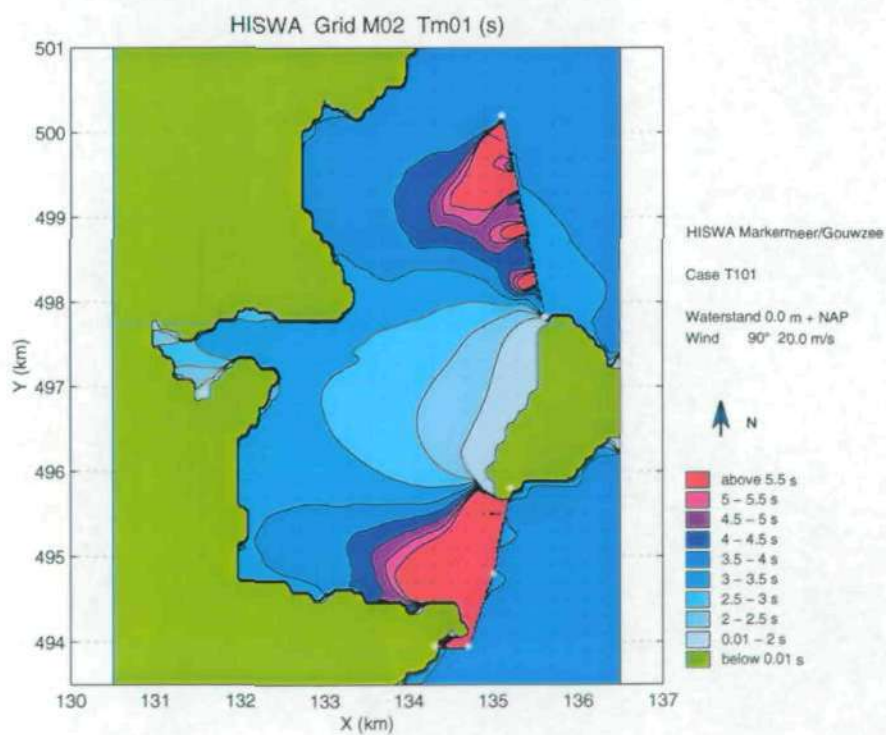 HISWA Grid M02 Tm01 (s)
501
500
499
498
497
496
495
494
Y (km)
130
131
132
133
134
135
136
137
X (km)
HISWA Markermeer/Gouwzee
Case T101
Waterstand 0.0 m + NAP
Wind 90° 20.0 m/s
N
above 5.5 s
5 – 5.5 s
4.5 – 5 s
4 – 4.5 s
3.5 – 4 s
3 – 3.5 s
2.5 – 3 s
2 – 2.5 s
0.01 – 2 s
below 0.01 s